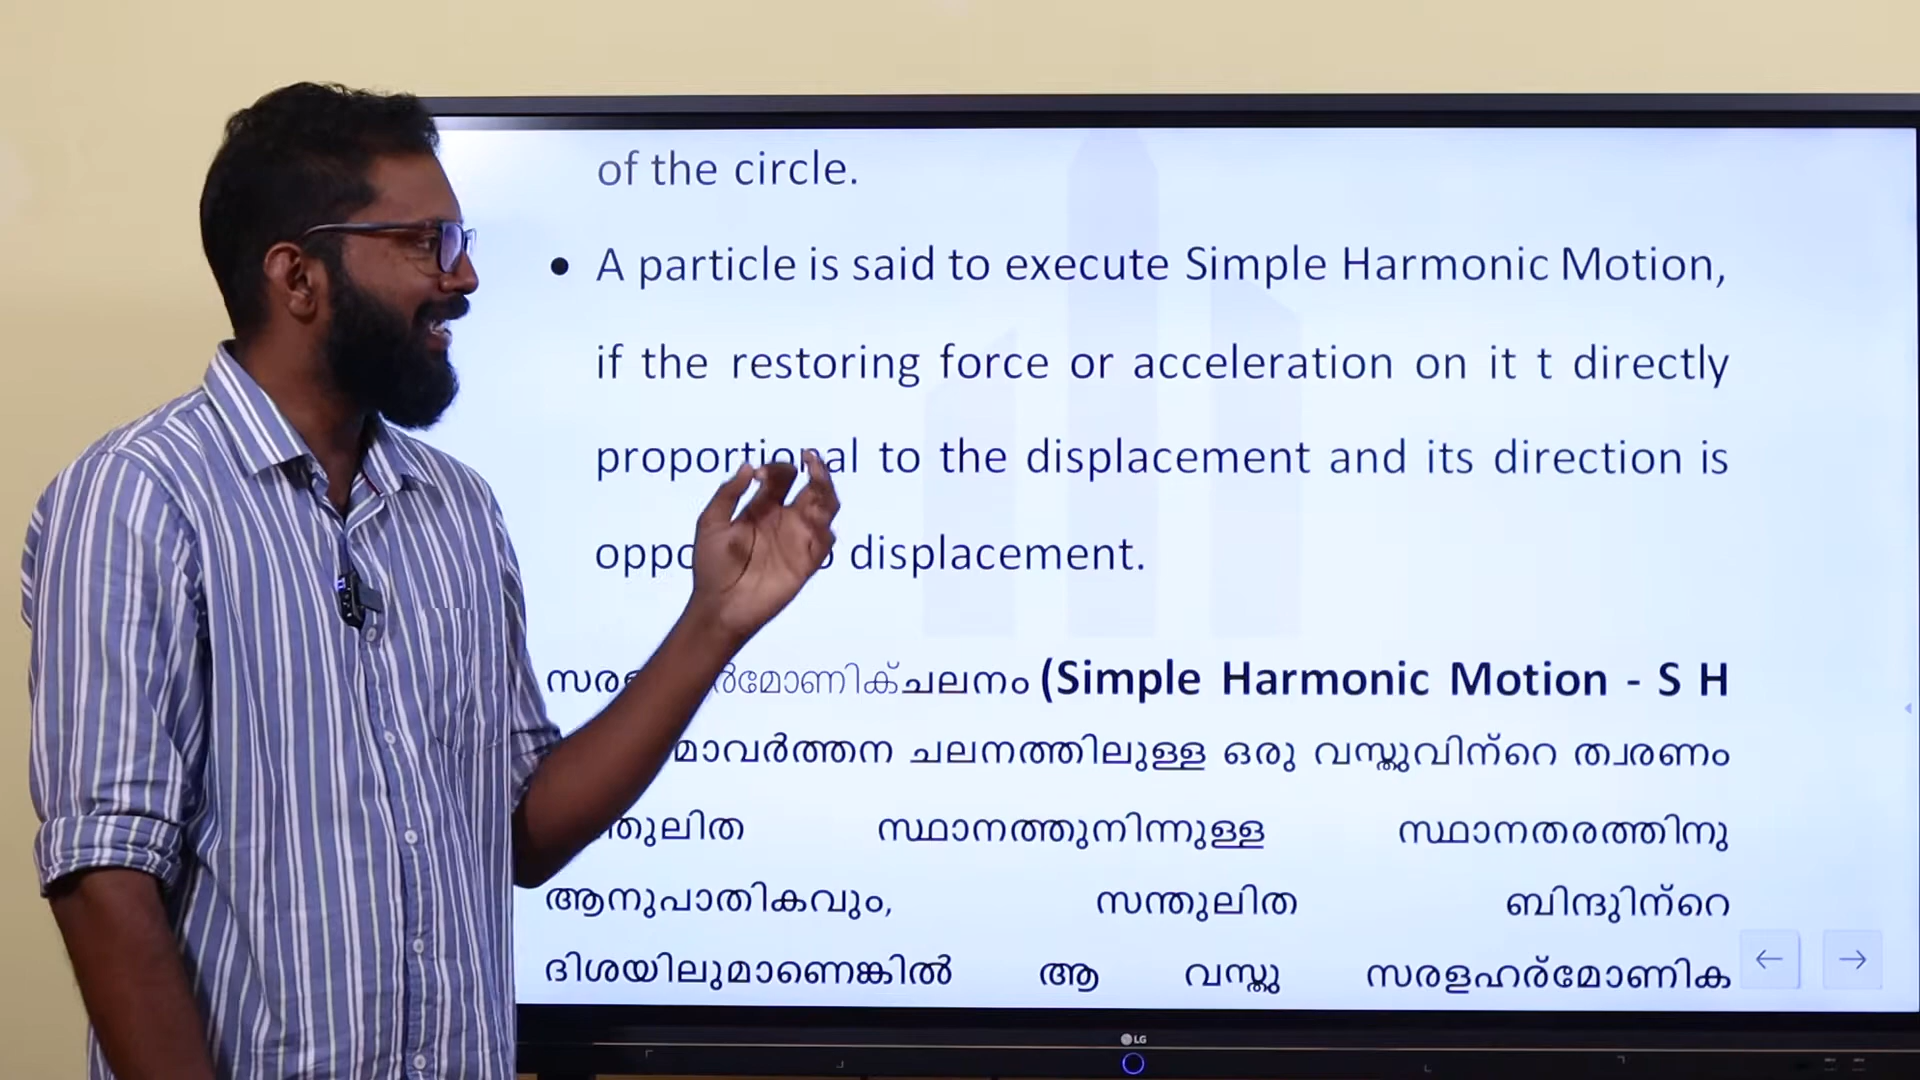 of the circle.
• A particle is said to execute Simple Harmonic Motion,
if the restoring force or acceleration on it t directly
proportional to the displacement and its direction is
displacement.
ചലനം (Simple Harmonic Motion - S H
ചലനത്തിലുള്ള ഒരു വസ്തുവിന്റെ ത്വരണം
സ്ഥാനത്തുനിന്നുള്ള സ്ഥാനതരത്തിനു
ആനുപാതികവും, സന്തുലിത ബിന്ദുിന്റെ
ദിശയിലുമാണെങ്കിൽ ആ വസ്തു സരളഹര്മോണിക
LG